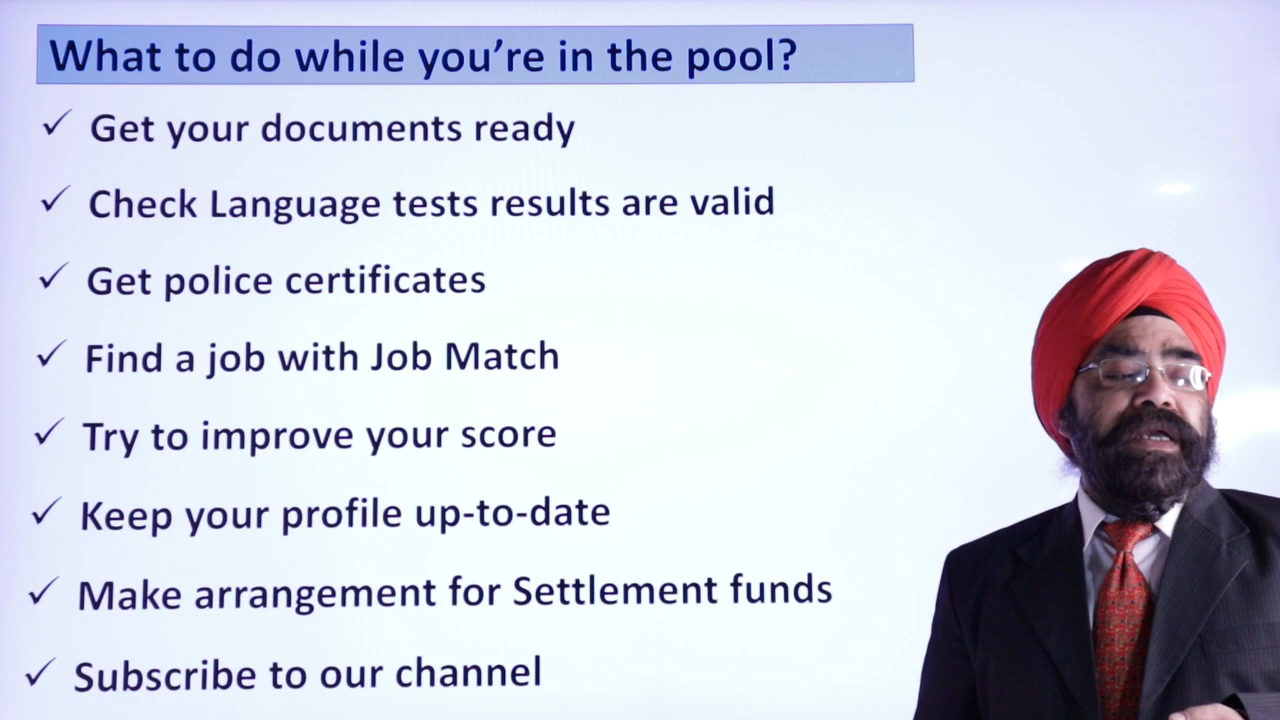 What to do while you’re in the pool?
✓ Get your documents ready
✓ Check Language tests results are valid
✓ Get police certificates
✓ Find a job with Job Match
✓ Try to improve your score
✓ Keep your profile up-to-date
✓ Make arrangement for Settlement funds
✓ Subscribe to our channel